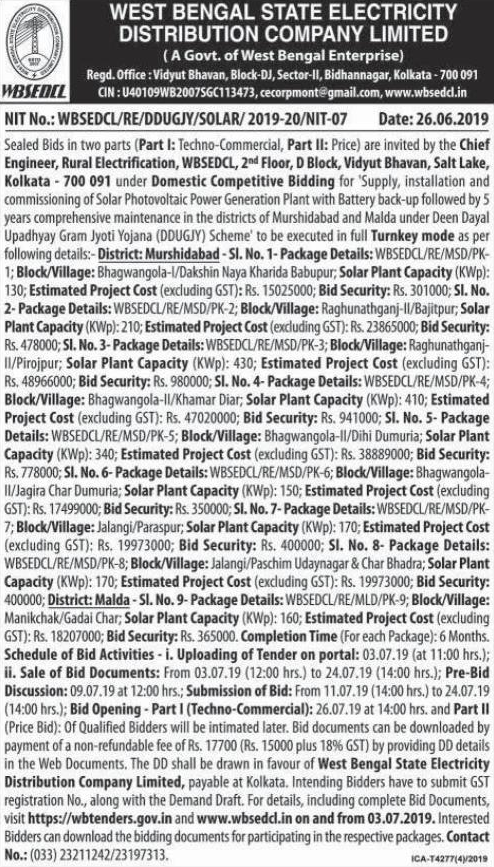 WEST BENGAL STATE ELECTRICITY
DISTRIBUTION COMPANY LIMITED
( A Govt. of West Bengal Enterprise)
Regd. Office : Vidyut Bhavan, Block-DJ, Sector-II, Bidhannagar, Kolkata - 700 091
WBSEDCL
CIN : U40109WB2007SGC113473, cecorpmont@gmail.com, www.wbsedcl.in
NIT No.: WBSEDCL/RE/DDUGJY/SOLAR/ 2019-20/NIT-07 Date: 26.06.2019
Sealed Bids in two parts (Part I: Techno-Commercial, Part II: Price) are invited by the Chief
Engineer, Rural Electrification, WBSEDCL, 2nd Floor, D Block, Vidyut Bhavan, Salt Lake,
Kolkata - 700 091 under Domestic Competitive Bidding for 'Supply, installation and
commissioning of Solar Photovoltaic Power Generation Plant with Battery back-up followed by 5
years comprehensive maintenance in the districts of Murshidabad and Malda under Deen Dayal
Upadhyay Gram Jyoti Yojana (DDUGJY) Scheme' to be executed in full Turnkey mode as per
following details:- District: Murshidabad - Sl. No. 1- Package Details: WBSEDCL/RE/MSD/PK-
1; Block/Village: Bhagwangola-I/Dakshin Naya Kharida Babupur; Solar Plant Capacity (KWp):
130; Estimated Project Cost (excluding GST): Rs. 15025000; Bid Security: Rs. 301000; Sl. No.
2- Package Details: WBSEDCL/RE/MSD/PK-2; Block/Village: Raghunathganj-II/Bajitpur; Solar
Plant Capacity (KWp): 210; Estimated Project Cost (excluding GST): Rs. 23865000; Bid Security:
Rs. 478000; Sl. No. 3- Package Details: WBSEDCL/RE/MSD/PK-3; Block/Village: Raghunathganj-
II/Pirojpur; Solar Plant Capacity (KWp): 430; Estimated Project Cost (excluding GST):
Rs. 48966000; Bid Security: Rs. 980000; Sl. No. 4- Package Details: WBSEDCL/RE/MSD/PK-4;
Block/Village: Bhagwangola-II/Khamar Diar; Solar Plant Capacity (KWp): 410; Estimated
Project Cost (excluding GST): Rs. 47020000; Bid Security: Rs. 941000; Sl. No. 5- Package
Details: WBSEDCL/RE/MSD/PK-5; Block/Village: Bhagwangola-II/Dihi Dumuria; Solar Plant
Capacity (KWp): 340; Estimated Project Cost (excluding GST): Rs. 38889000; Bid Security:
Rs. 778000; Sl. No. 6- Package Details: WBSEDCL/RE/MSD/PK-6; Block/Village: Bhagwangola-
II/Jagira Char Dumuria; Solar Plant Capacity (KWp): 150; Estimated Project Cost (excluding
GST): Rs. 17499000; Bid Security: Rs. 350000; Sl. No. 7- Package Details: WBSEDCL/RE/MSD/PK-
7; Block/Village: Jalangi/Paraspur; Solar Plant Capacity (KWp): 170; Estimated Project Cost
(excluding GST): Rs. 19973000; Bid Security: Rs. 400000; Sl. No. 8- Package Details:
WBSEDCL/RE/MSD/PK-8; Block/Village: Jalangi/Paschim Udaynagar & Char Bhadra; Solar Plant
Capacity (KWp): 170; Estimated Project Cost (excluding GST): Rs. 19973000; Bid Security:
400000; District: Malda - Sl. No. 9- Package Details: WBSEDCL/RE/MLD/PK-9; Block/Village:
Manikchak/Gadai Char; Solar Plant Capacity (KWp): 160; Estimated Project Cost (excluding
GST): Rs. 18207000; Bid Security: Rs. 365000. Completion Time (For each Package): 6 Months.
Schedule of Bid Activities - i. Uploading of Tender on portal: 03.07.19 (at 11:00 hrs.);
ii. Sale of Bid Documents: From 03.07.19 (12:00 hrs.) to 24.07.19 (14:00 hrs.); Pre-Bid
Discussion: 09.07.19 at 12:00 hrs.; Submission of Bid: From 11.07.19 (14:00 hrs.) to 24.07.19
(14:00 hrs.); Bid Opening - Part I (Techno-Commercial): 26.07.19 at 14:00 hrs. and Part II
(Price Bid): Of Qualified Bidders will be intimated later. Bid documents can be downloaded by
payment of a non-refundable fee of Rs. 17700 (Rs. 15000 plus 18% GST) by providing DD details
in the Web Documents. The DD shall be drawn in favour of West Bengal State Electricity
Distribution Company Limited, payable at Kolkata. Intending Bidders have to submit GST
registration No., along with the Demand Draft. For details, including complete Bid Documents,
visit https://wbtenders.gov.in and www.wbsedcl.in on and from 03.07.2019. Interested
Bidders can download the bidding documents for participating in the respective packages. Contact
No.: (033) 23211242/23197313.
ICA-T4277(4)/2019